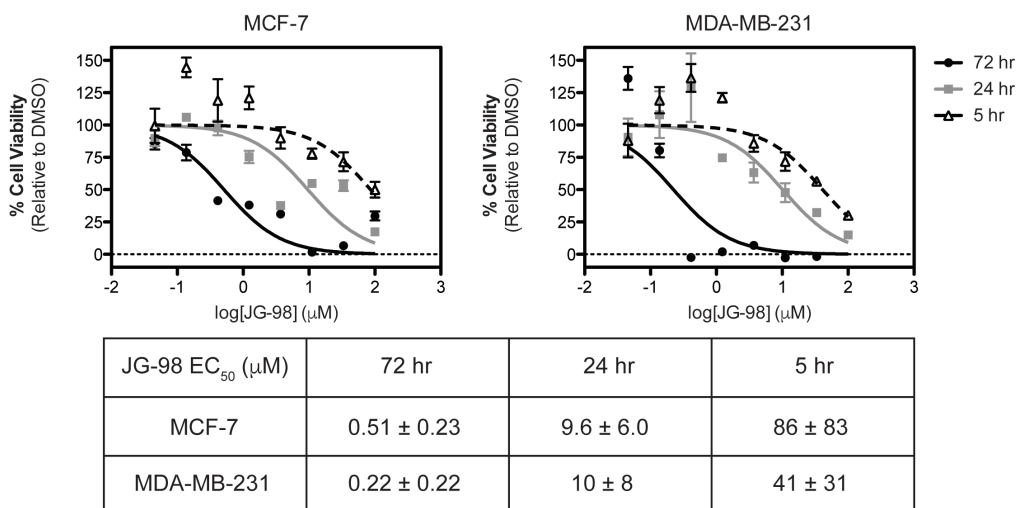 MCF-7
MDA-MB-231
% Cell Viability
(Relative to DMSO)
150
125
100
75
50
25
0
-2 -1 0 1 2 3
log[JG-98] (μM)
% Cell Viability
(Relative to DMSO)
150
125
100
75
50
25
0
-2 -1 0 1 2 3
log[JG-98] (μM)
72 hr
24 hr
5 hr
JG-98 EC50 (μM) 72 hr 24 hr 5 hr
MCF-7 0.51 ± 0.23 9.6 ± 6.0 86 ± 83
MDA-MB-231 0.22 ± 0.22 10 ± 8 41 ± 31